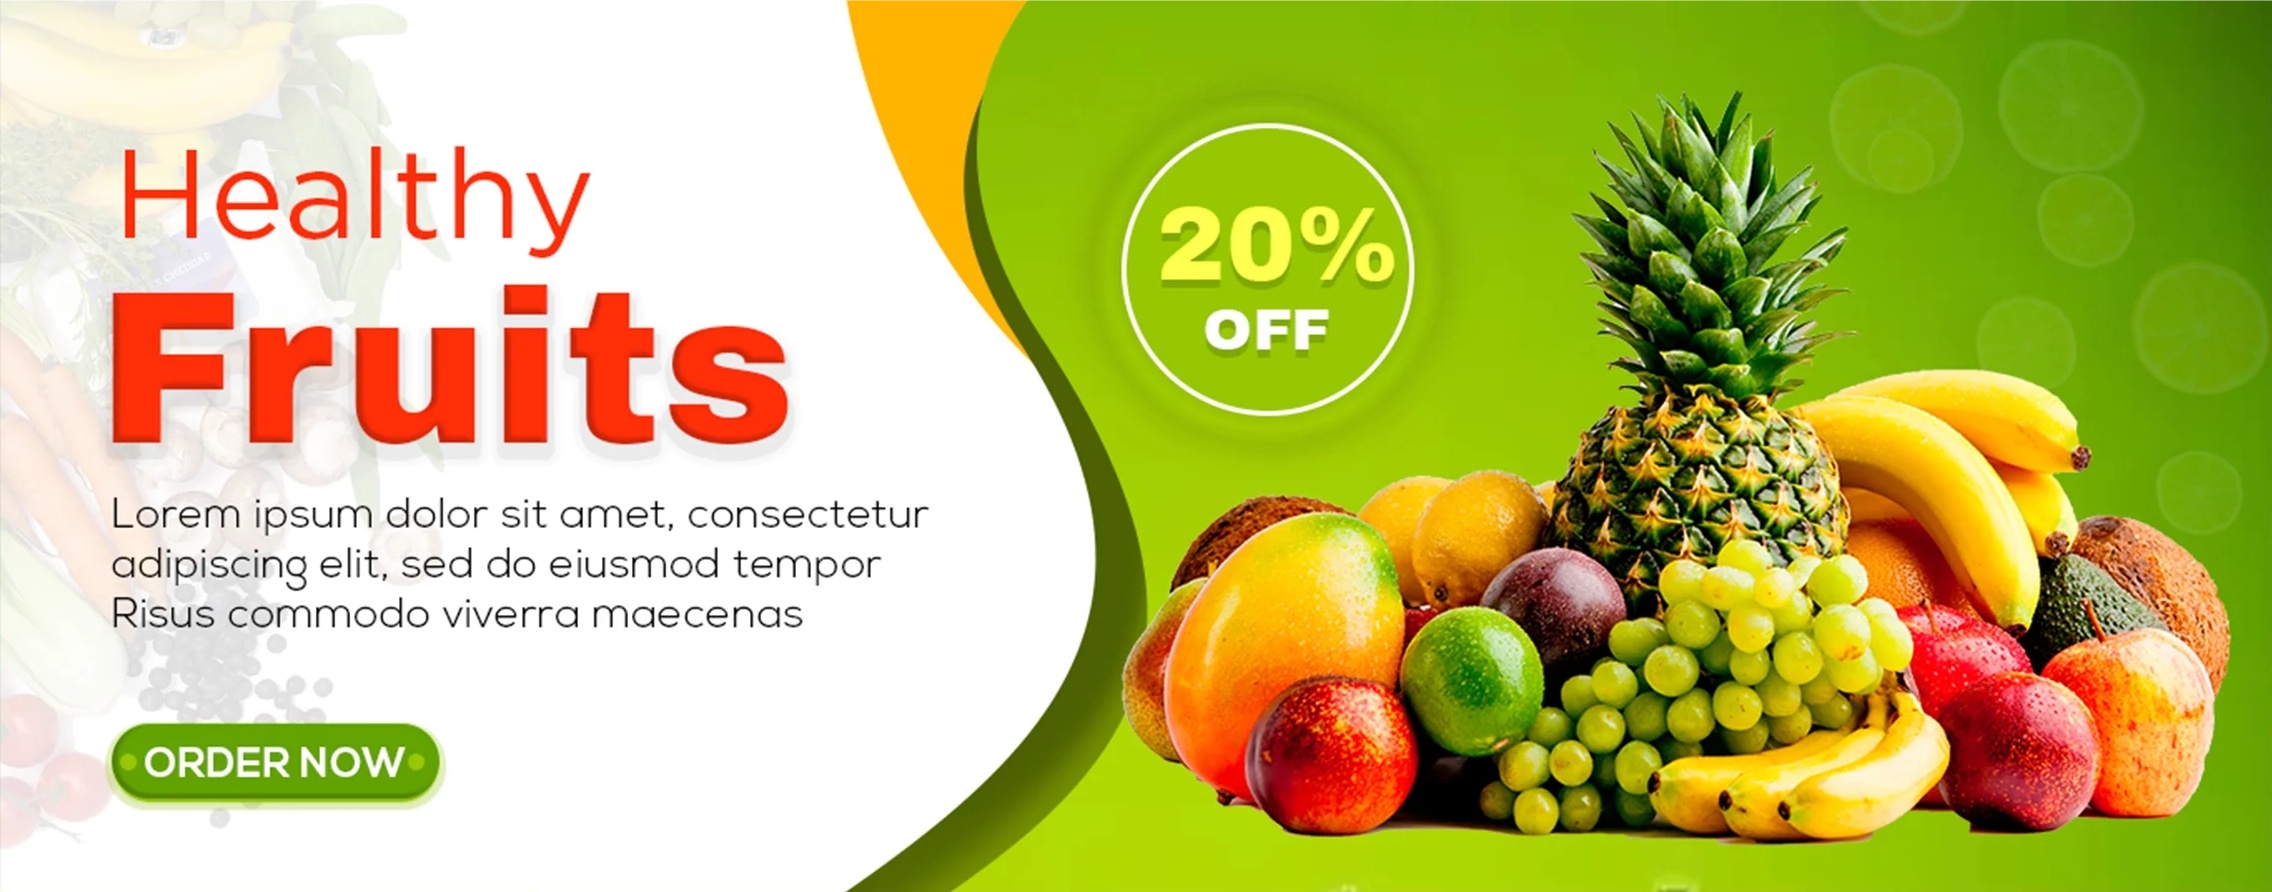 Healthy
Fruits
Lorem ipsum dolor sit amet, consectetur
adipiscing elit, sed do eiusmod tempor
Risus commodo viverra maecenas
ORDER NOW
20%
OFF
CHEDDAR